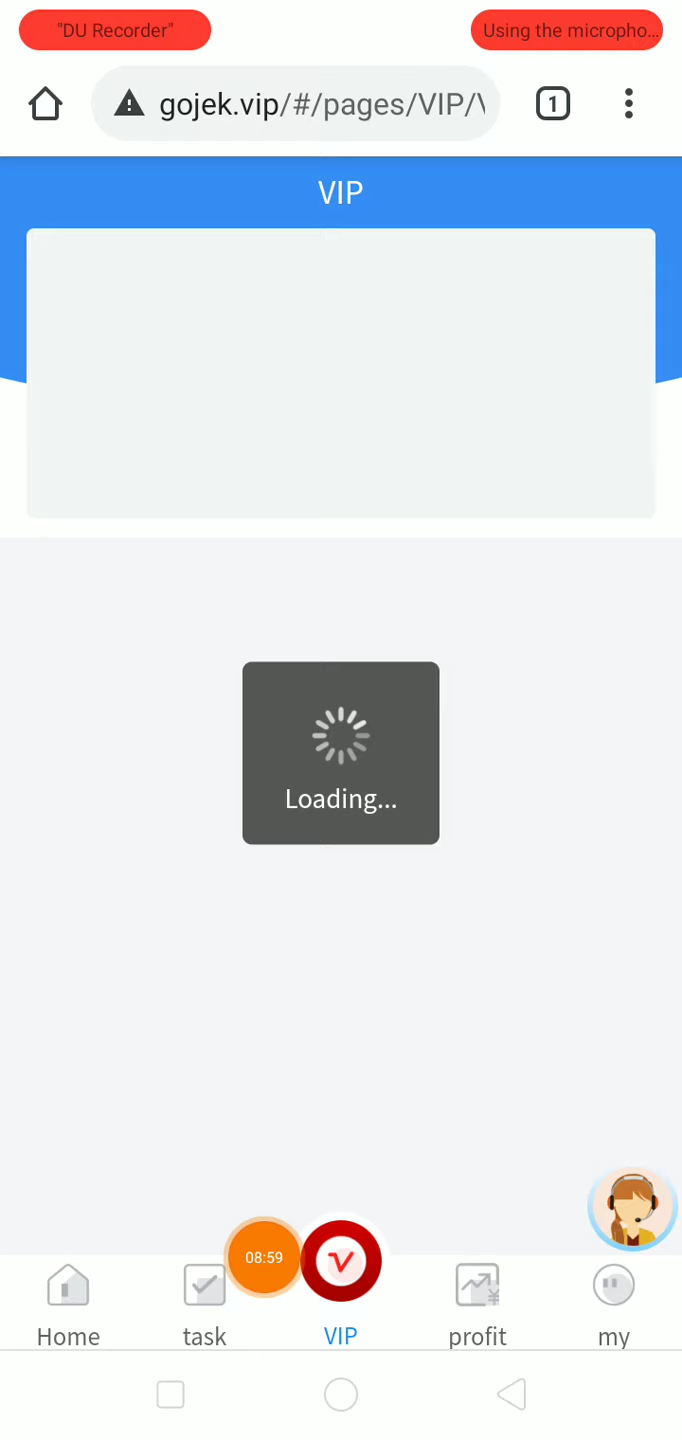 "DU Recorder"
Using the micropho...
gojek.vip/#/pages/VIP/\
1
VIP
Loading...
08:59
¥
Home
task
VIP
profit
my